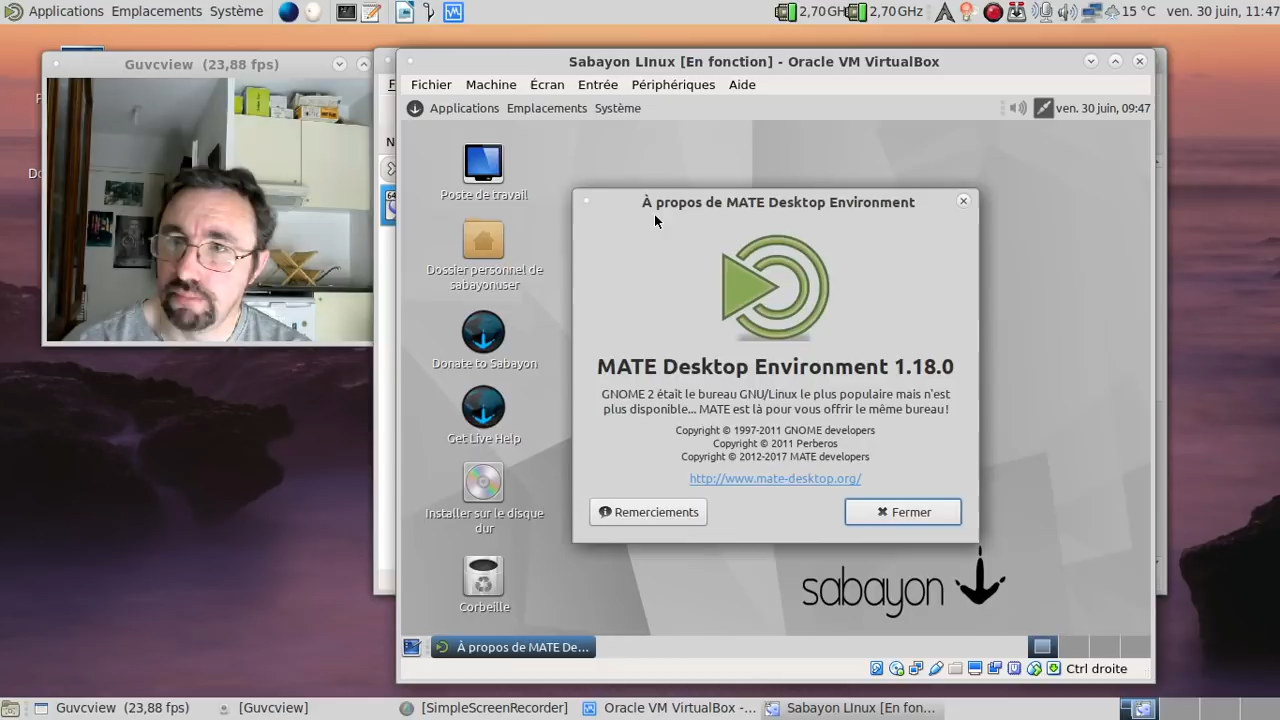 Applications Emplacements Système
2,70 GH
2,70 GHz
15 °C
ven. 30 juin, 11:47
Guvcview (23,88 fps)
Sabayon LInux [En fonction] - Oracle VM VirtualBox
Fichier Machine Écran Entrée Périphériques Aide
Applications Emplacements Système
ven. 30 juin, 09:47
Poste de travail
Dossier personnel de
sabayonuser
Donate to Sabayon
Get Live Help
Installer sur le disque
dur
Corbeille
À propos de MATE Desktop Environment
MATE Desktop Environment 1.18.0
GNOME 2 était le bureau GNU/Linux le plus populaire mais n'est
plus disponible... MATE est là pour vous offrir le même bureau!
Copyright © 1997-2011 GNOME developers
Copyright © 2011 Perberos
Copyright © 2012-2017 MATE developers
http://www.mate-desktop.org/
Remerciements
Fermer
sabayon
À propos de MATE De...
Ctrl droite
Guvcview (23,88 fps)
[Guvcview]
[SimpleScreenRecorder]
Oracle VM VirtualBox -...
Sabayon LInux [En fon...